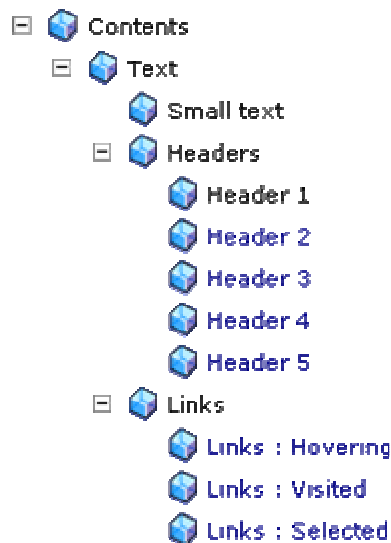 Contents
Text
Small text
Headers
Header 1
Header 2
Header 3
Header 4
Header 5
Links
Links : Hovering
Links : Visited
Links : Selected